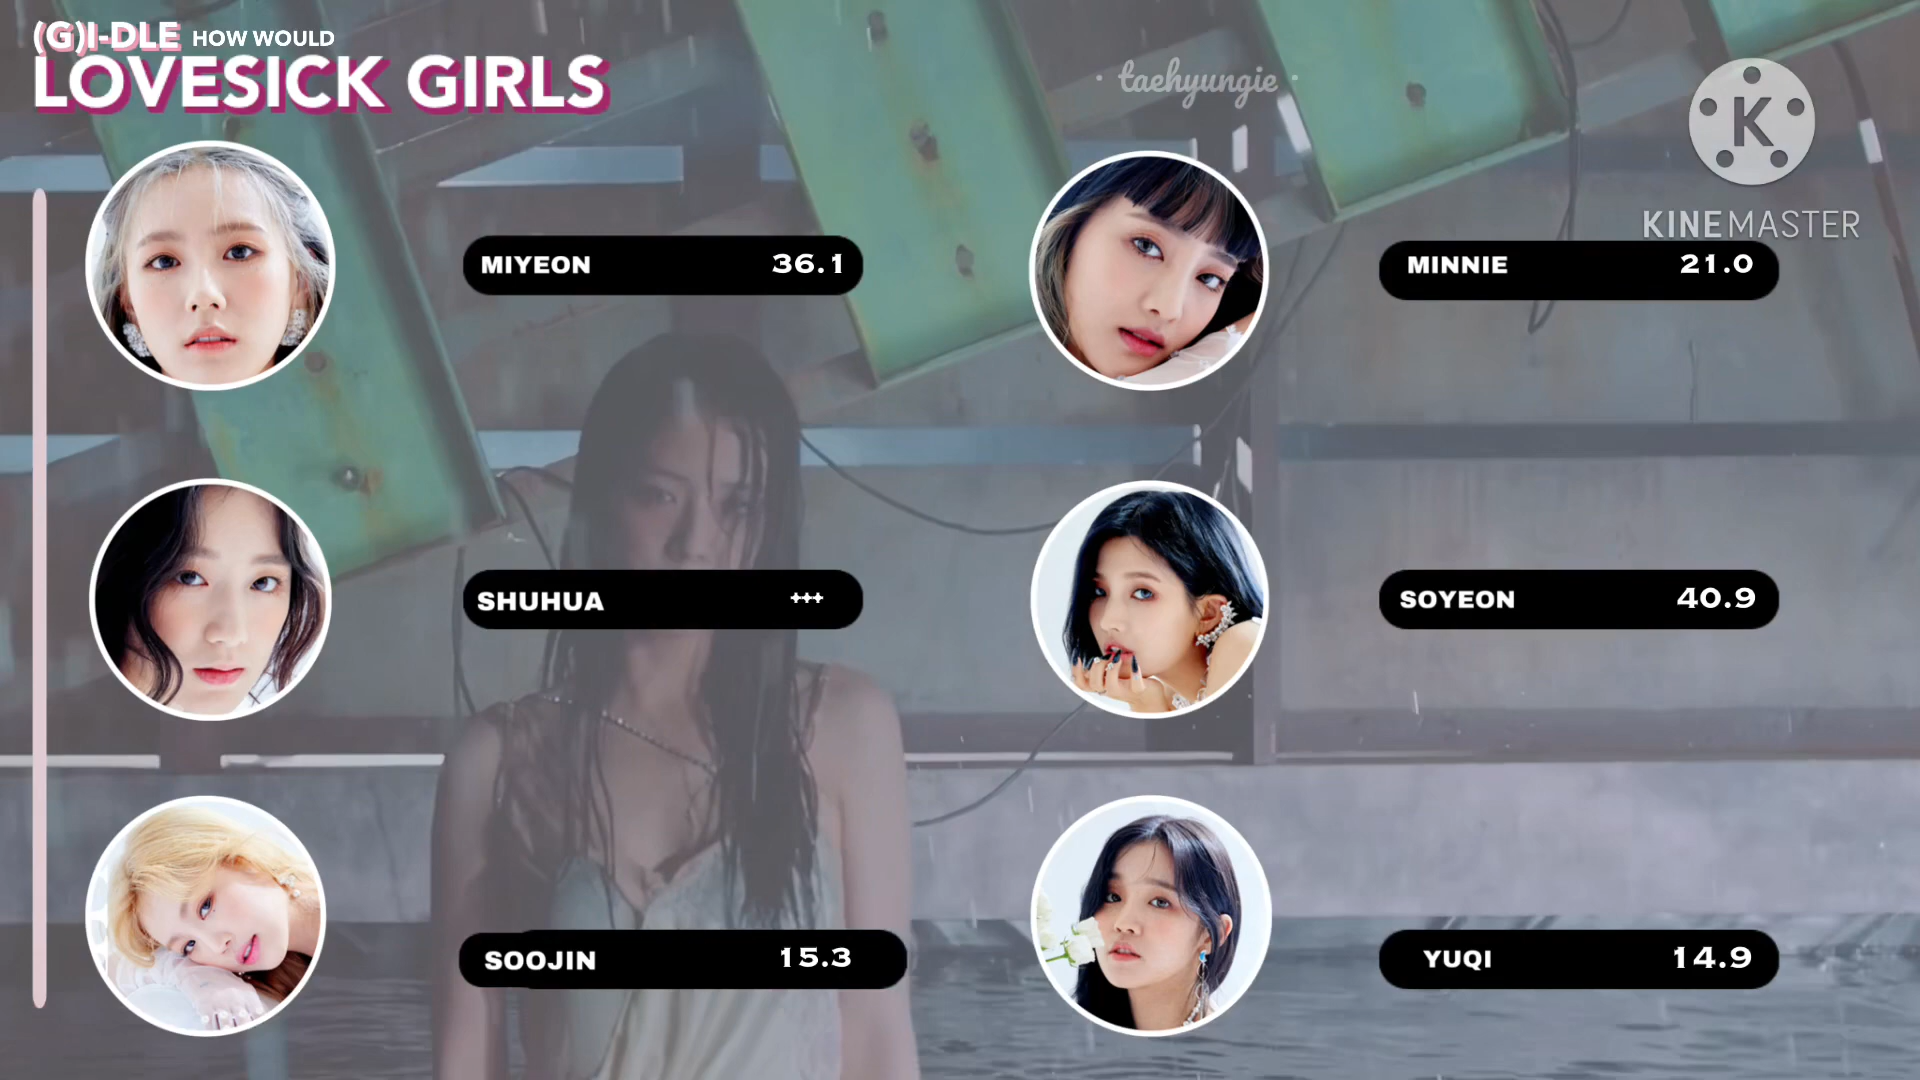 (G)I-DLE HOW WOULD
LOVESICK GIRLS
· taehyungie ·
K
KINEMASTER
MIYEON 36.1
MINNIE 21.0
SHUHUA +++
SOYEON 40.9
SOOJIN 15.3
YUQI 14.9